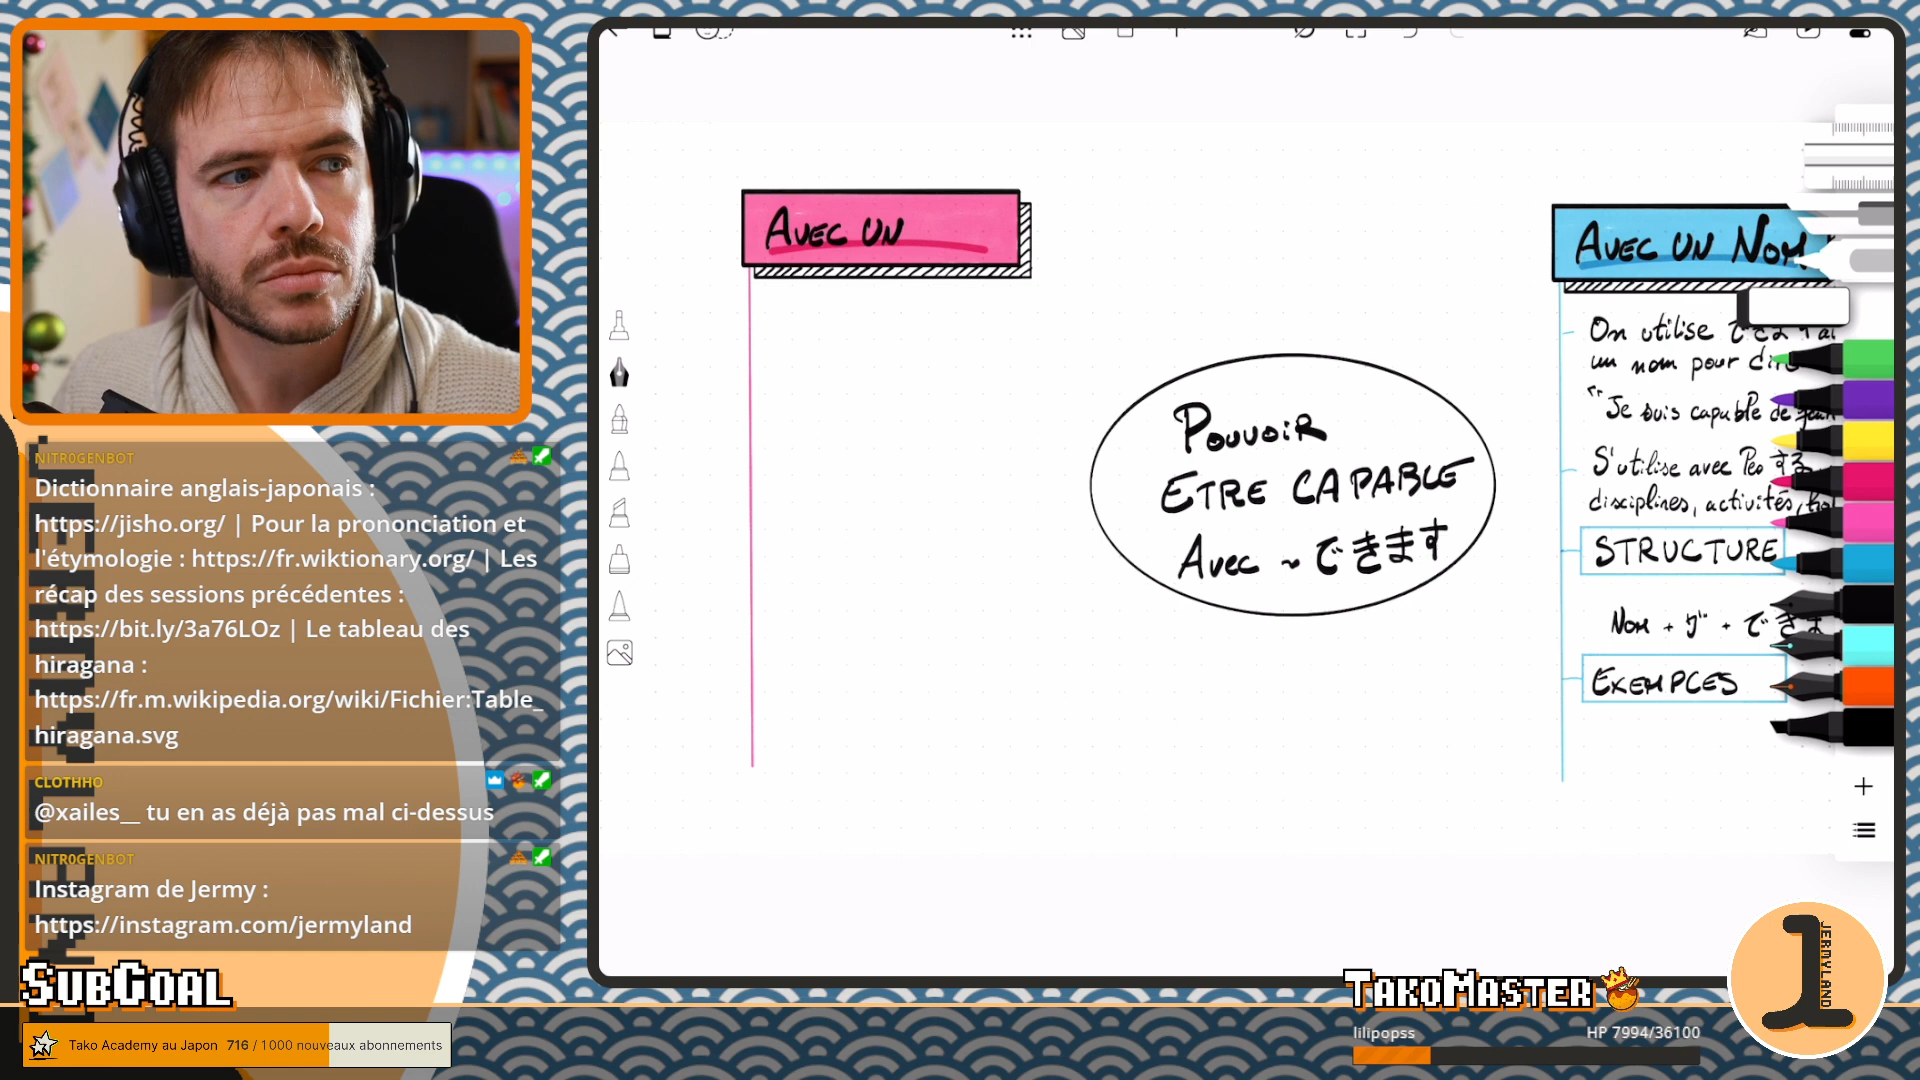 NITR0GENBOT
Dictionnaire anglais-japonais :
https://jisho.org/ | Pour la prononciation et
l'étymologie : https://fr.wiktionary.org/ | Les
récap des sessions précédentes :
https://bit.ly/3a76LOz | Le tableau des
hiragana :
https://fr.m.wikipedia.org/wiki/Fichier:Table_
hiragana.svg
CLOTHHO
@xailes__ tu en as déjà pas mal ci-dessus
NITR0GENBOT
Instagram de Jermy :
https://instagram.com/jermyland
SUBGOAL
Tako Academy au Japon 716 / 1000 nouveaux abonnements
AVEC UN
POUVOIR
ETRE CAPABLE
Avec ~ できます
AVEC UN NOM
On utilise
un nom pour
"Je suis capable de
S'utilise avec
disciplines, activités,
STRUCTURE
Nom + が + できま
EXEMPLES
TAKOMASTER
lilipopss
HP 7994/36100
JERMYLAND